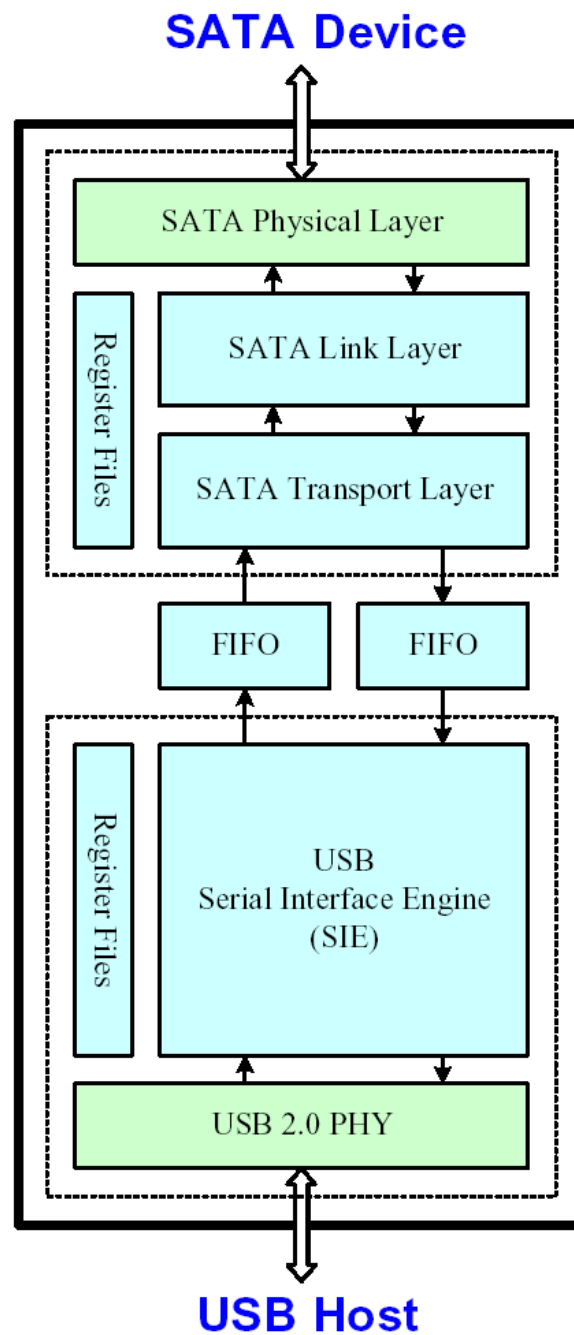 SATA Device
SATA Physical Layer
Register Files
SATA Link Layer
SATA Transport Layer
FIFO
FIFO
Register Files
USB
Serial Interface Engine
(SIE)
USB 2.0 PHY
USB Host